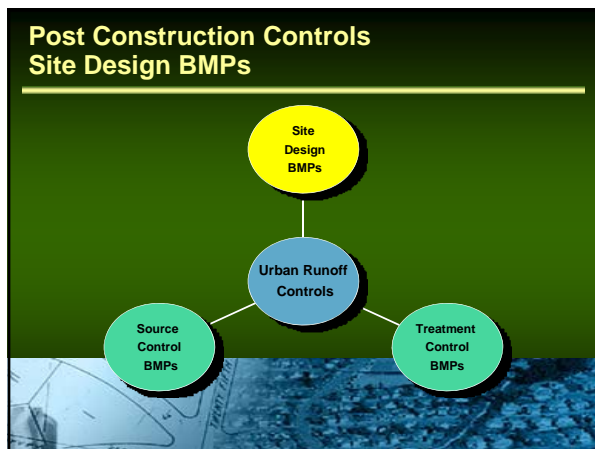 Post Construction Controls
Site Design BMPs
Site
Design
BMPs
Urban Runoff
Controls
Source
Control
BMPs
Treatment
Control
BMPs